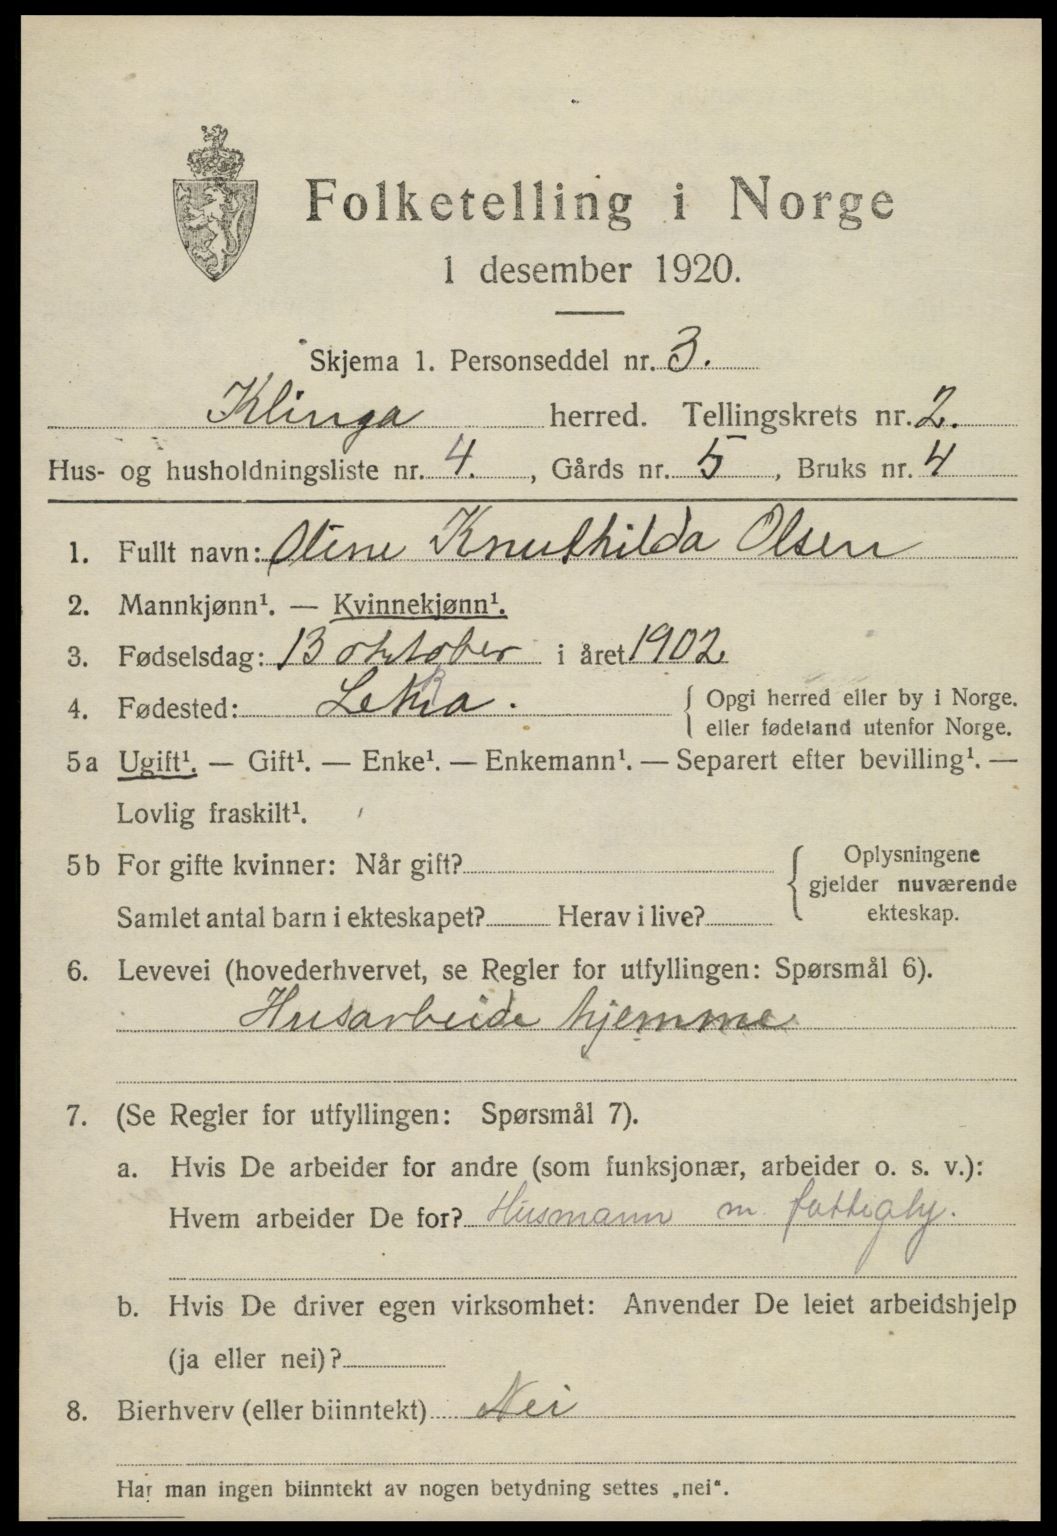 Folketelling i Norge
1 desember 1920.
Skjema 1. Personseddel nr. 3.
Klinga herred. Tellingskrets nr. 2.
Hus- og husholdningsliste nr. 4. , Gårds nr. 5 , Bruks nr. 4
1. Fullt navn: Oline Knuthilda Olsen
2. Mannkjønn¹. — Kvinnekjønn¹.
3. Fødselsdag: 13 oktober i året 1902
4. Fødested: Leka.
{ Opgi herred eller by i Norge.
eller fødeland utenfor Norge.
5a Ugift¹. — Gift¹. — Enke¹. — Enkemann¹. — Separert efter bevilling¹. —
Lovlig fraskilt¹.
5b For gifte kvinner: Når gift?
Samlet antal barn i ekteskapet? Herav i live?
{ Oplysningene
gjelder nuværende
ekteskap.
6. Levevei (hovederhvervet, se Regler for utfyllingen: Spørsmål 6).
Husarbeide hjemme
7. (Se Regler for utfyllingen: Spørsmål 7).
a. Hvis De arbeider for andre (som funksjonær, arbeider o. s. v.):
Hvem arbeider De for? Husmann m
b. Hvis De driver egen virksomhet: Anvender De leiet arbeidshjelp
(ja eller nei)?
8. Bierhverv (eller biinntekt) Nei
Har man ingen biinntekt av nogen betydning settes „nei“.